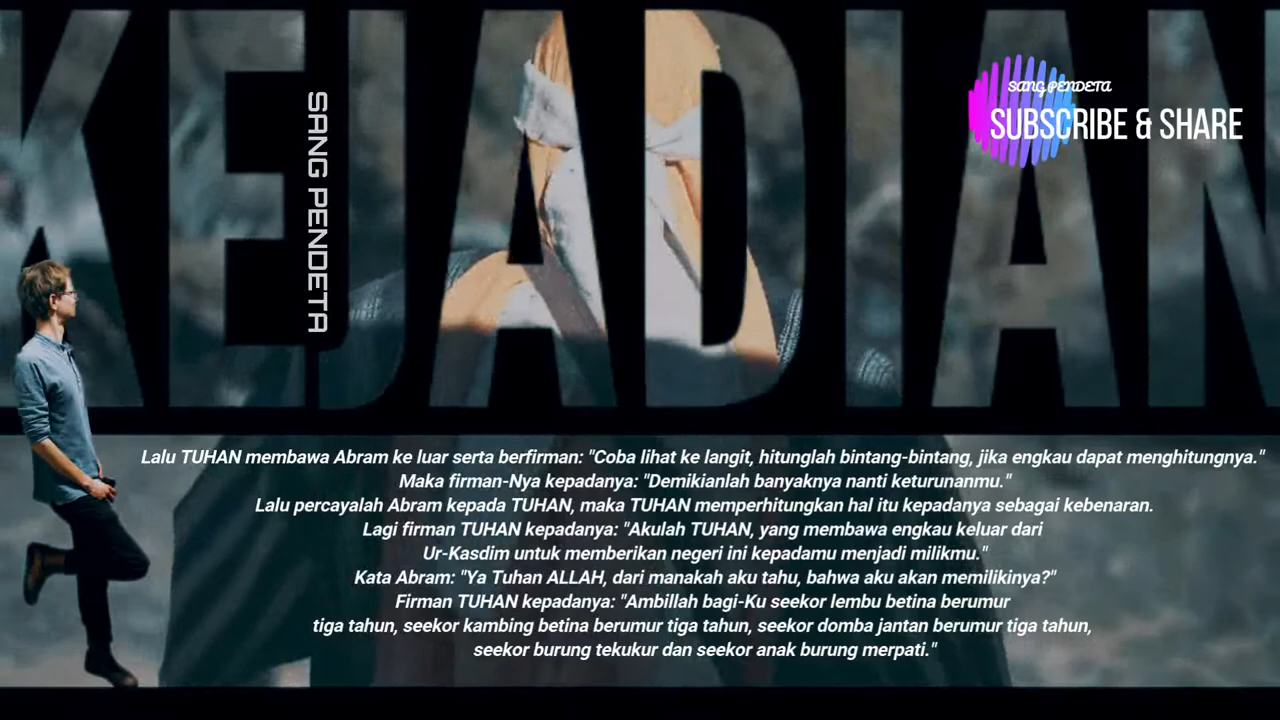 KEJADIAN
SANG PENDETA
SANG PENDETA
SUBSCRIBE & SHARE
Lalu TUHAN membawa Abram ke luar serta berfirman: "Coba lihat ke langit, hitunglah bintang-bintang, jika engkau dapat menghitungnya."
Maka firman-Nya kepadanya: "Demikianlah banyaknya nanti keturunanmu."
Lalu percayalah Abram kepada TUHAN, maka TUHAN memperhitungkan hal itu kepadanya sebagai kebenaran.
Lagi firman TUHAN kepadanya: "Akulah TUHAN, yang membawa engkau keluar dari
Ur-Kasdim untuk memberikan negeri ini kepadamu menjadi milikmu."
Kata Abram: "Ya Tuhan ALLAH, dari manakah aku tahu, bahwa aku akan memilikinya?"
Firman TUHAN kepadanya: "Ambillah bagi-Ku seekor lembu betina berumur
tiga tahun, seekor kambing betina berumur tiga tahun, seekor domba jantan berumur tiga tahun,
seekor burung tekukur dan seekor anak burung merpati."